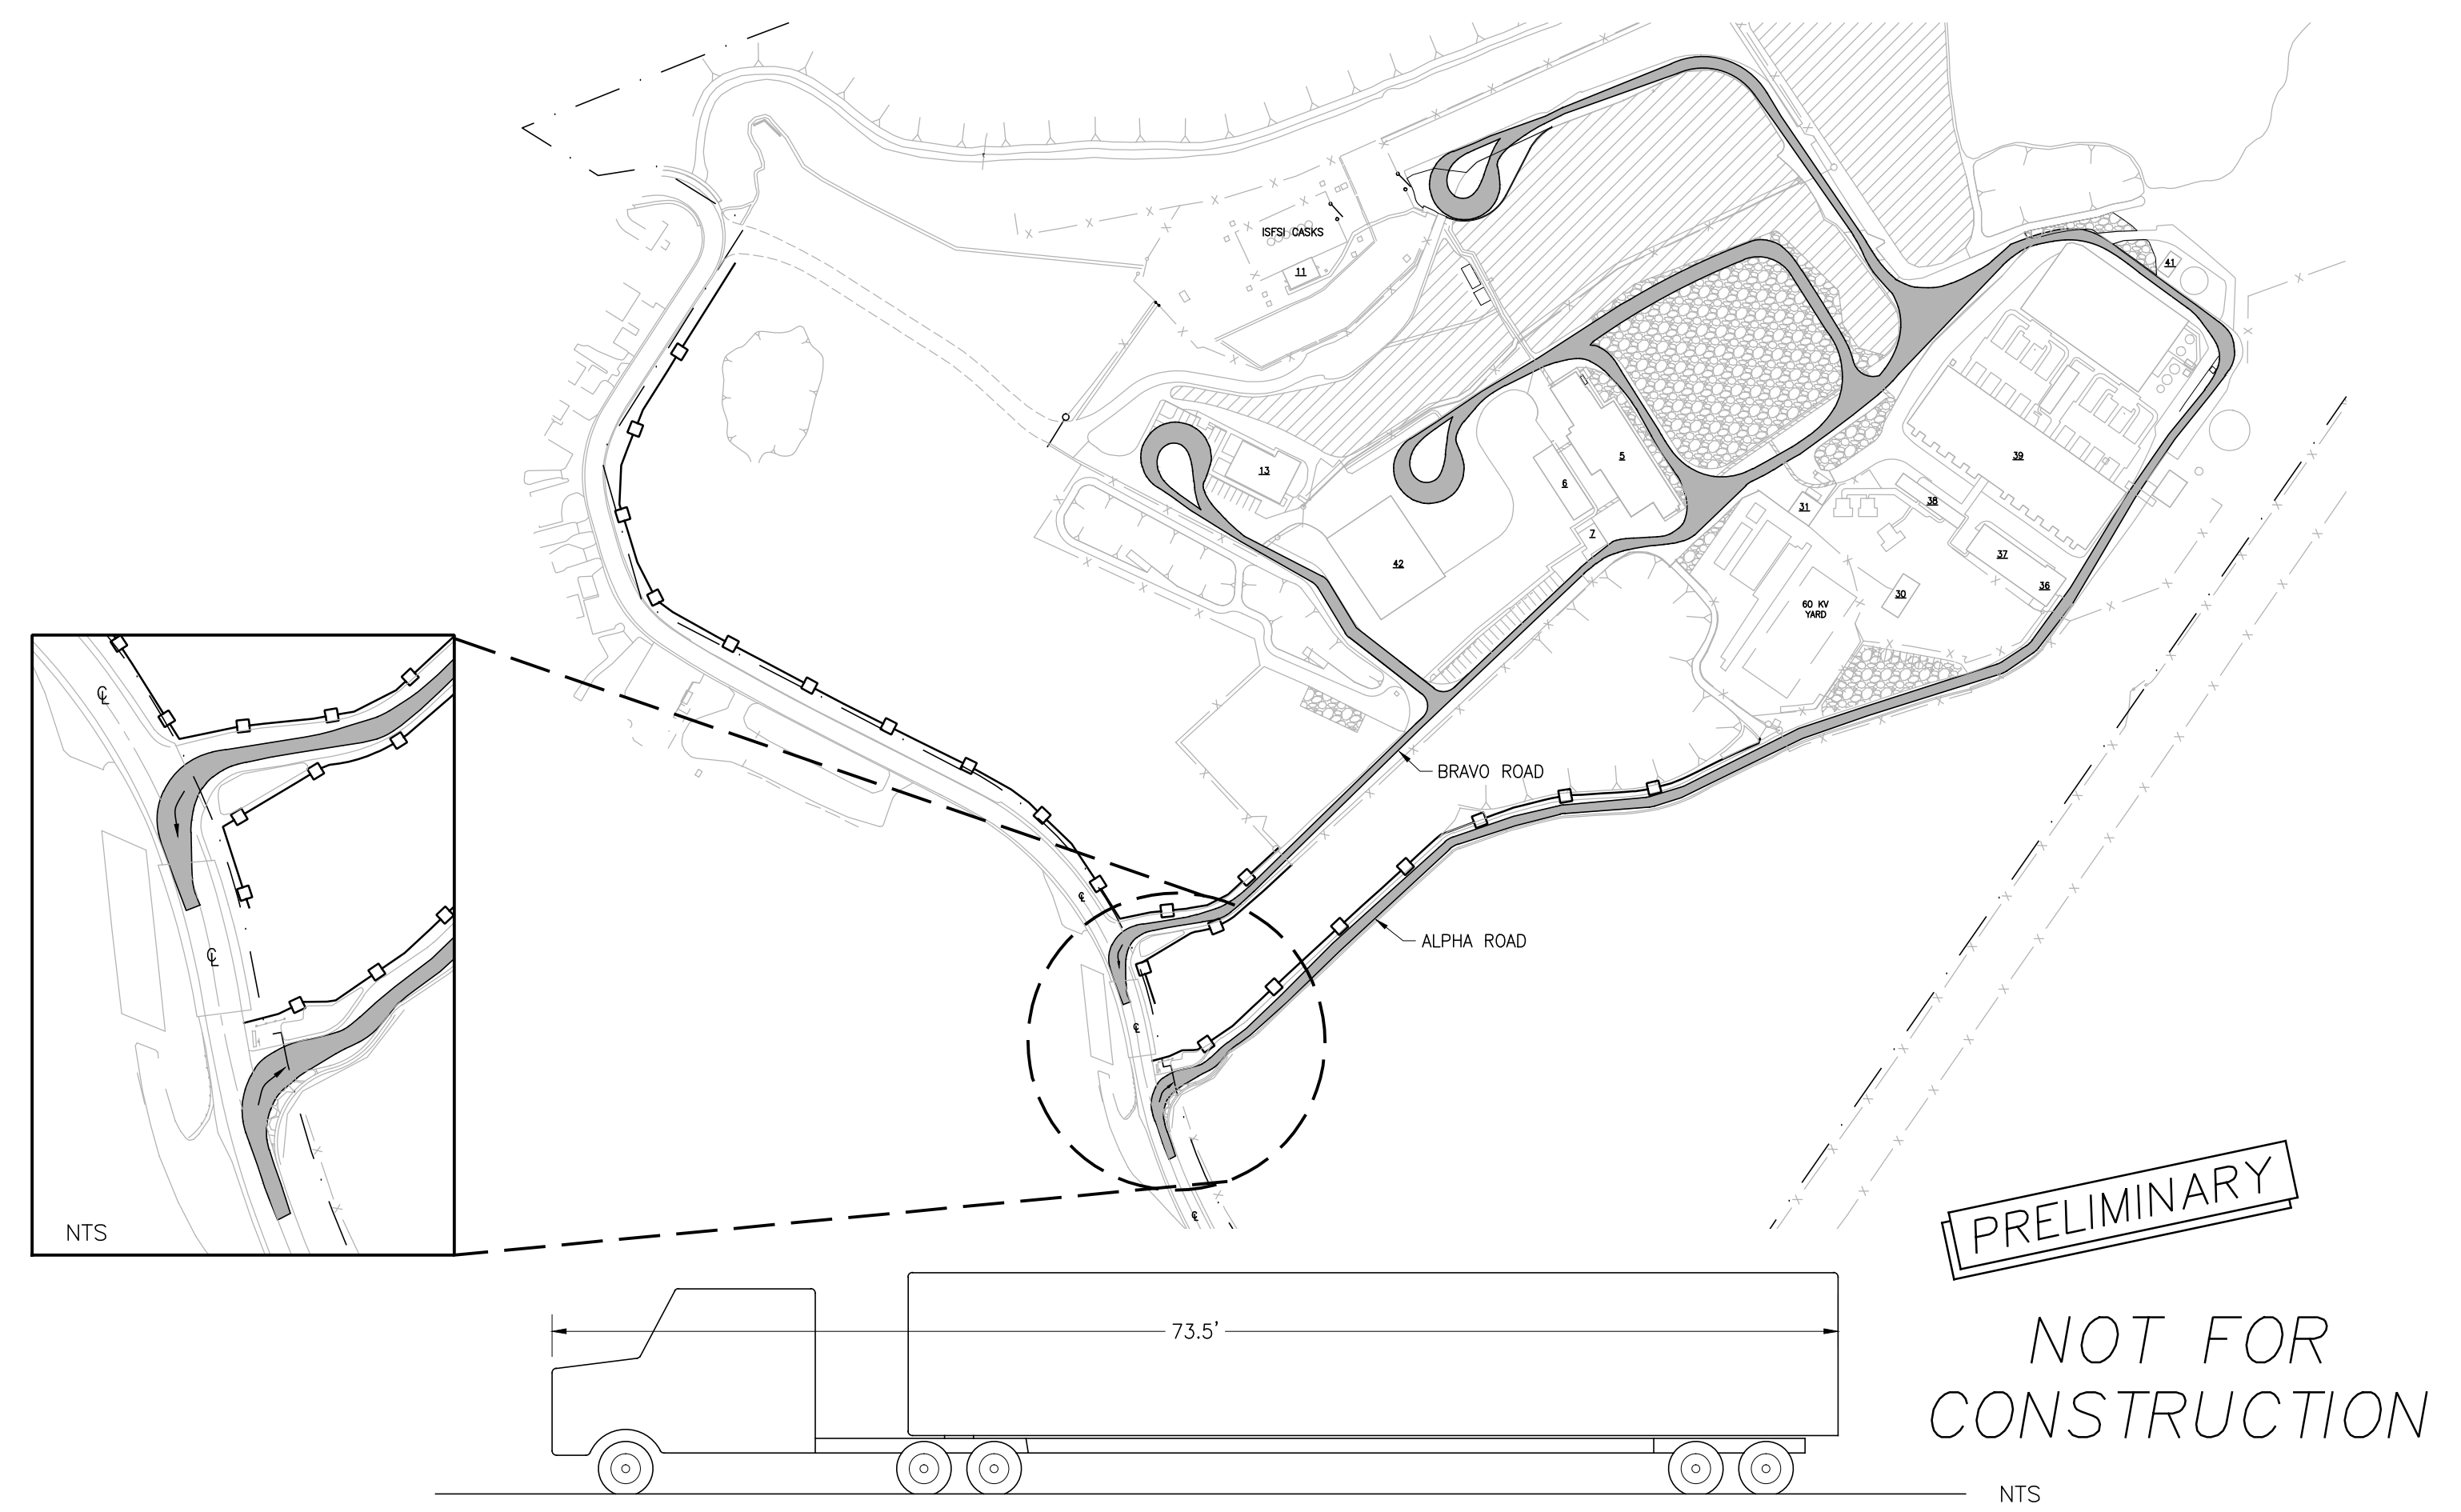 ISFSI CASKS
11
41
13
5
6
39
31
38
7
42
37
36
30
60 KV
YARD
BRAVO ROAD
ALPHA ROAD
℄
℄
℄
℄
℄
NTS
PRELIMINARY
73.5'
NOT FOR
CONSTRUCTION
NTS